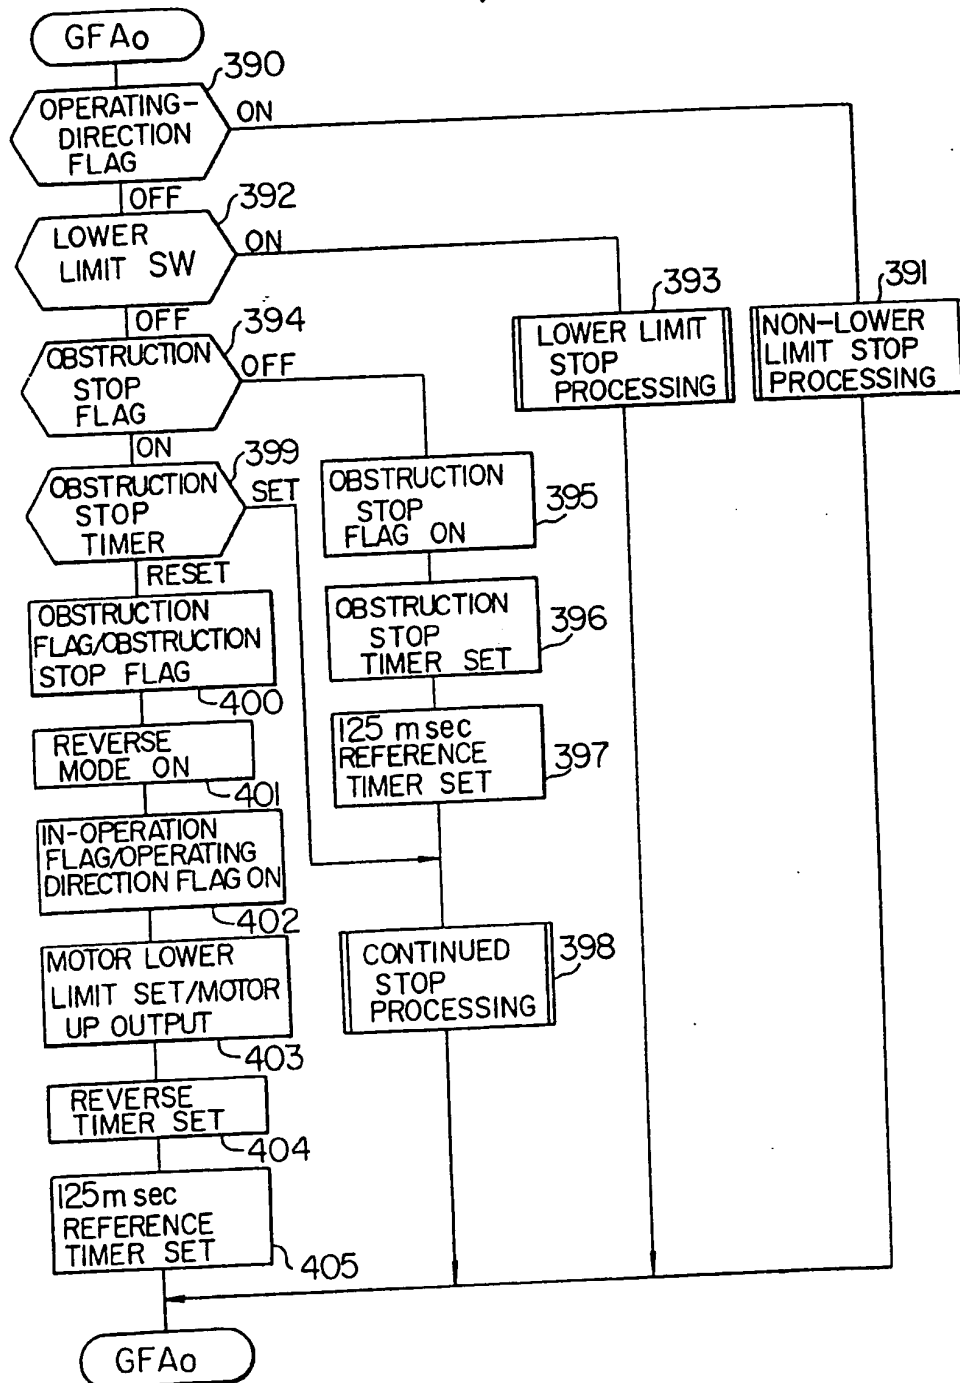 GFAo
390
OPERATING-
DIRECTION
FLAG
ON
OFF
392
LOWER
LIMIT SW
ON
OFF
394
OBSTRUCTION
STOP
FLAG
OFF
ON
399
OBSTRUCTION
STOP
TIMER
SET
RESET
OBSTRUCTION
FLAG/OBSTRUCTION
STOP FLAG
400
REVERSE
MODE ON
401
IN-OPERATION
FLAG/OPERATING
DIRECTION FLAG ON
402
MOTOR LOWER
LIMIT SET/MOTOR
UP OUTPUT
403
REVERSE
TIMER SET
404
125m sec
REFERENCE
TIMER SET
405
OBSTRUCTION
STOP
FLAG ON
395
OBSTRUCTION
STOP
TIMER SET
396
125 msec
REFERENCE
TIMER SET
397
CONTINUED
STOP
PROCESSING
398
393
LOWER LIMIT
STOP
PROCESSING
391
NON-LOWER
LIMIT STOP
PROCESSING
GFAo